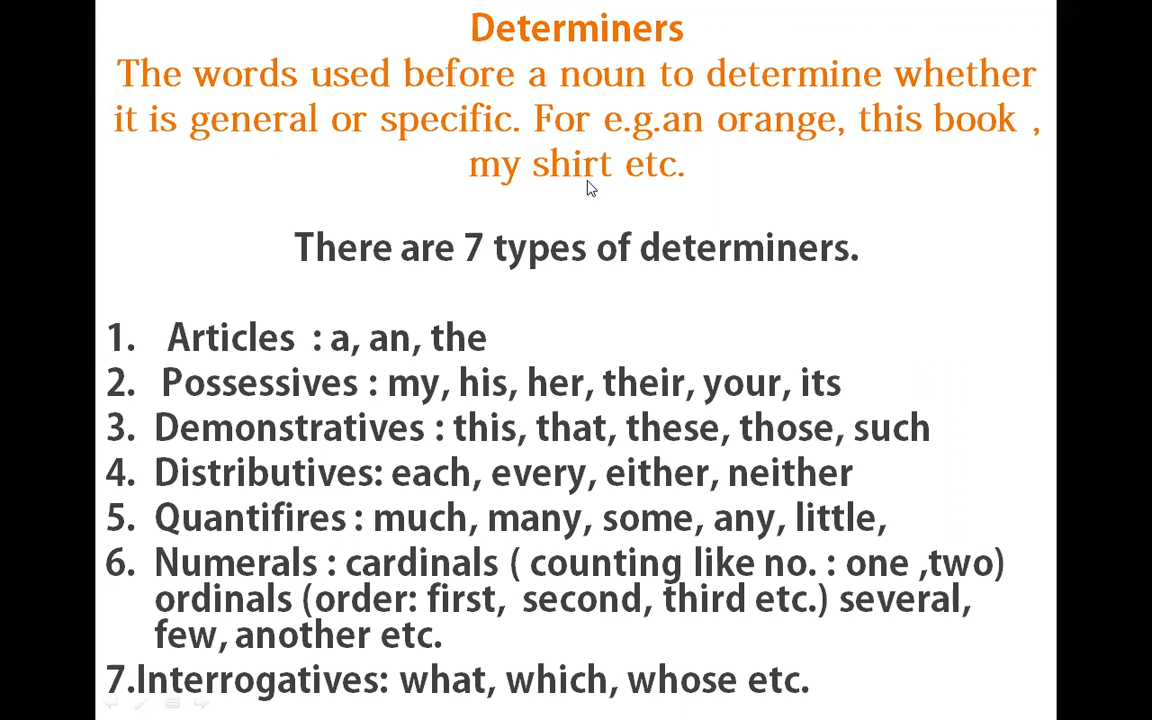 Determiners
The words used before a noun to determine whether
it is general or specific. For e.g.an orange, this book ,
my shirt etc.
There are 7 types of determiners.
1. Articles : a, an, the
2. Possessives : my, his, her, their, your, its
3. Demonstratives : this, that, these, those, such
4. Distributives: each, every, either, neither
5. Quantifires : much, many, some, any, little,
6. Numerals : cardinals ( counting like no. : one ,two)
ordinals (order: first, second, third etc.) several,
few, another etc.
7.Interrogatives: what, which, whose etc.